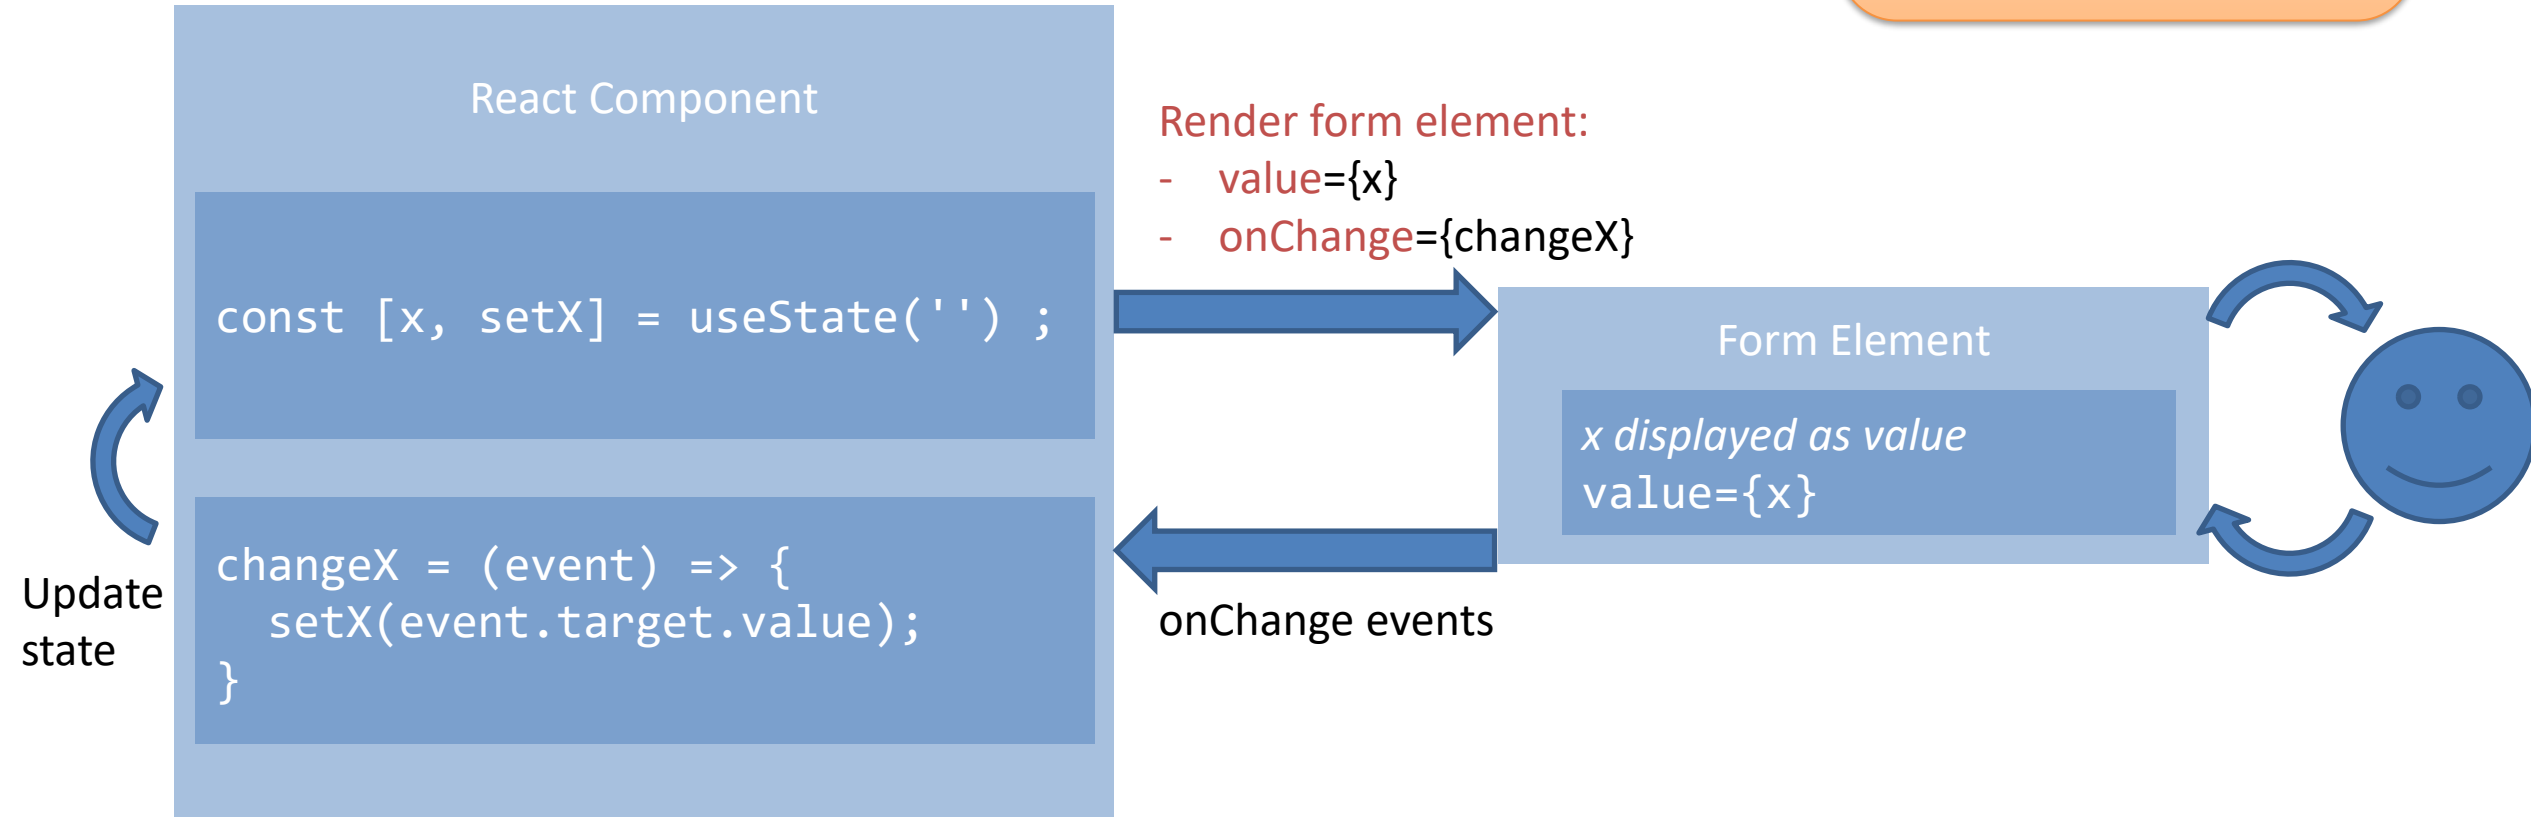 React Component
const [x, setX] = useState('') ;
changeX = (event) => {
  setX(event.target.value);
}
Update
state
Render form element:
- value={x}
- onChange={changeX}
onChange events
Form Element
x displayed as value
value={x}